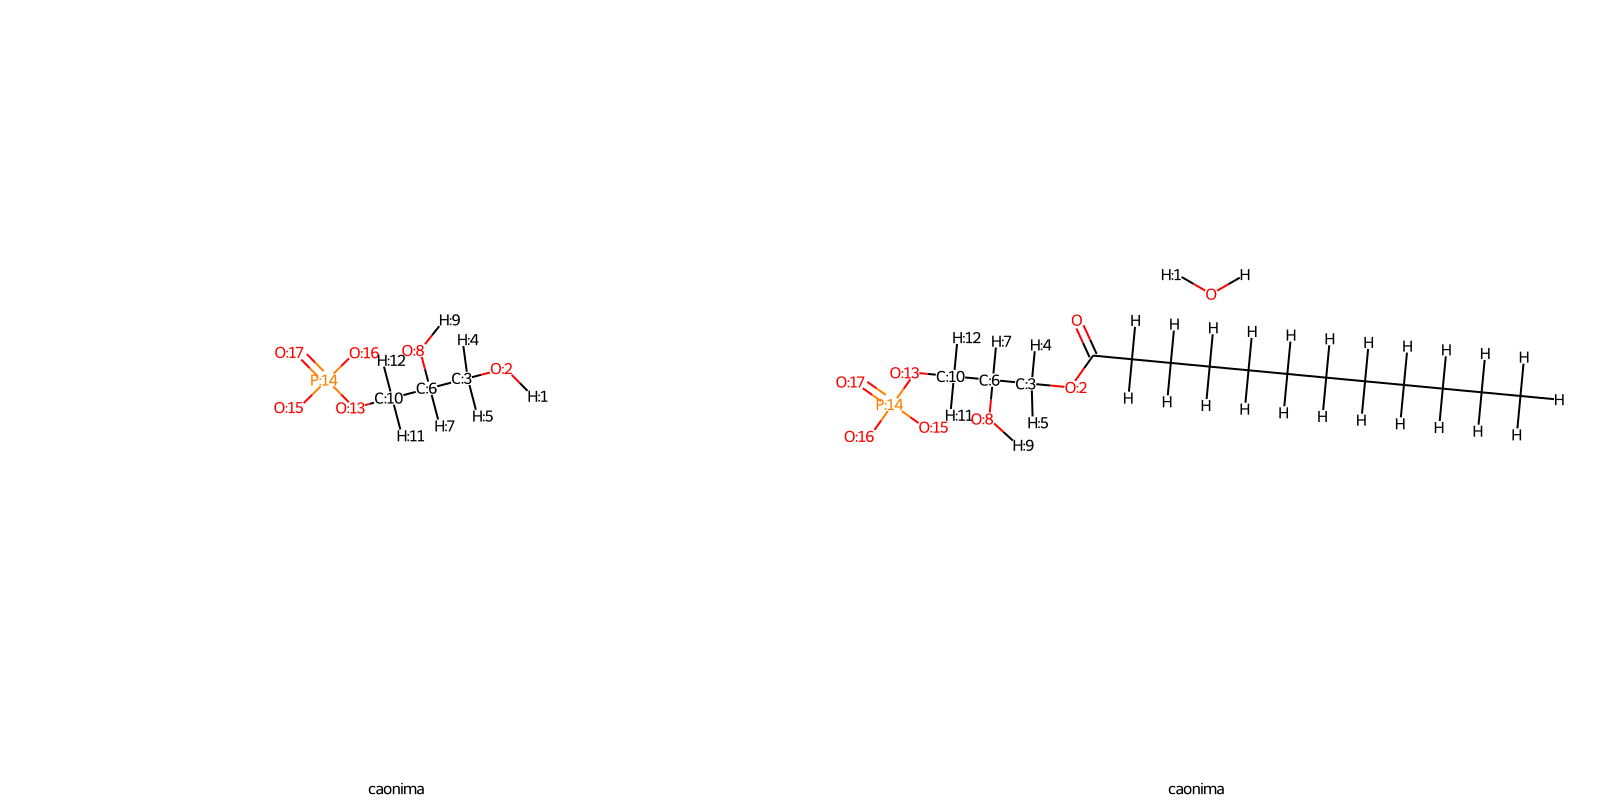 H:9
H:4
O:17 O:16 O:8
H:12
O:2
P:14 C:3
C:6
H:1
C:10
O:15 O:13
H:5
H:7
H:11
H:1 H
O
O H H H H H H H H H H H
H:12 H:7 H:4
O:13 C:10 C:6 C:3 O:2
O:17
P:14
H:11 O:8 H:5
O:16 O:15
H:9
H H H H H H H H H H H H
caonima caonima